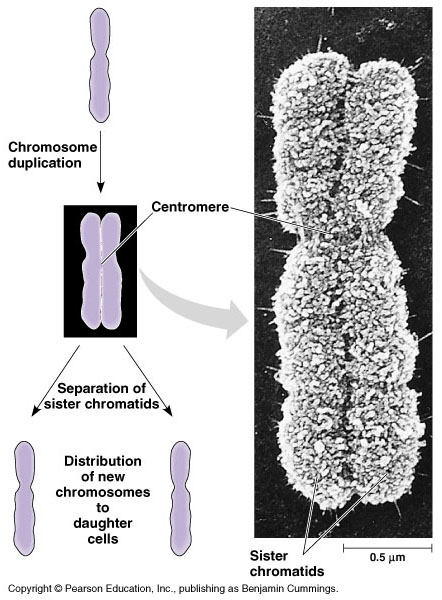 Chromosome
duplication
Centromere
Separation of
sister chromatids
Distribution
of new
chromosomes
to
daughter
cells
Sister
chromatids
0.5 μm
Copyright © Pearson Education, Inc., publishing as Benjamin Cummings.